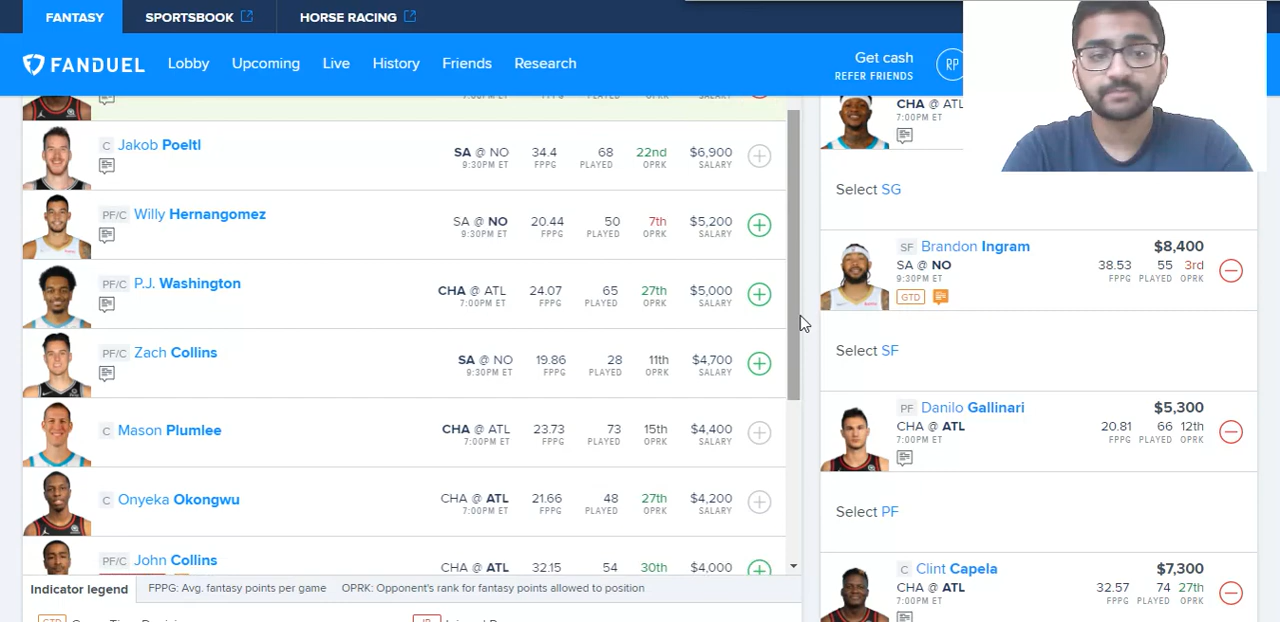 FANTASY SPORTSBOOK HORSE RACING
FANDUEL Lobby Upcoming Live History Friends Research Get cash RP
REFER FRIENDS
C Jakob Poeltl SA @ NO 34.4 68 22nd $6,900
9:30PM ET FPPG PLAYED OPRK SALARY
PF/C Willy Hernangomez SA @ NO 20.44 50 7th $5,200
9:30PM ET FPPG PLAYED OPRK SALARY
PF/C P.J. Washington CHA @ ATL 24.07 65 27th $5,000
7:00PM ET FPPG PLAYED OPRK SALARY
PF/C Zach Collins SA @ NO 19.86 28 11th $4,700
9:30PM ET FPPG PLAYED OPRK SALARY
C Mason Plumlee CHA @ ATL 23.73 73 15th $4,400
7:00PM ET FPPG PLAYED OPRK SALARY
C Onyeka Okongwu CHA @ ATL 21.66 48 27th $4,200
7:00PM ET FPPG PLAYED OPRK SALARY
PF/C John Collins CHA @ ATL 32.15 54 30th $4,000
Indicator legend FPPG: Avg. fantasy points per game OPRK: Opponent's rank for fantasy points allowed to position
CHA @ ATL
7:00PM ET
Select SG
SF Brandon Ingram $8,400
SA @ NO 38.53 55 3rd
9:30PM ET FPPG PLAYED OPRK
GTD
Select SF
PF Danilo Gallinari $5,300
CHA @ ATL 20.81 66 12th
7:00PM ET FPPG PLAYED OPRK
Select PF
C Clint Capela $7,300
CHA @ ATL 32.57 74 27th
7:00PM ET FPPG PLAYED OPRK